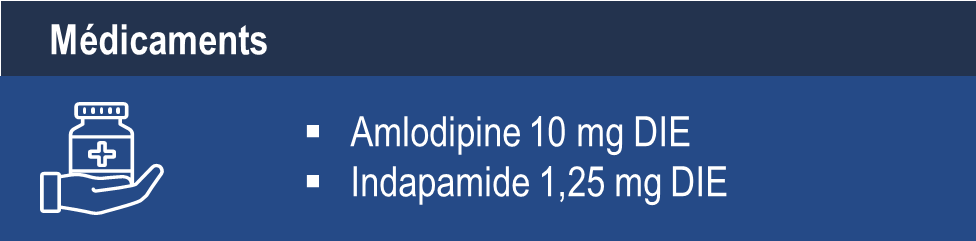 Médicaments
▪ Amlodipine 10 mg DIE
▪ Indapamide 1,25 mg DIE